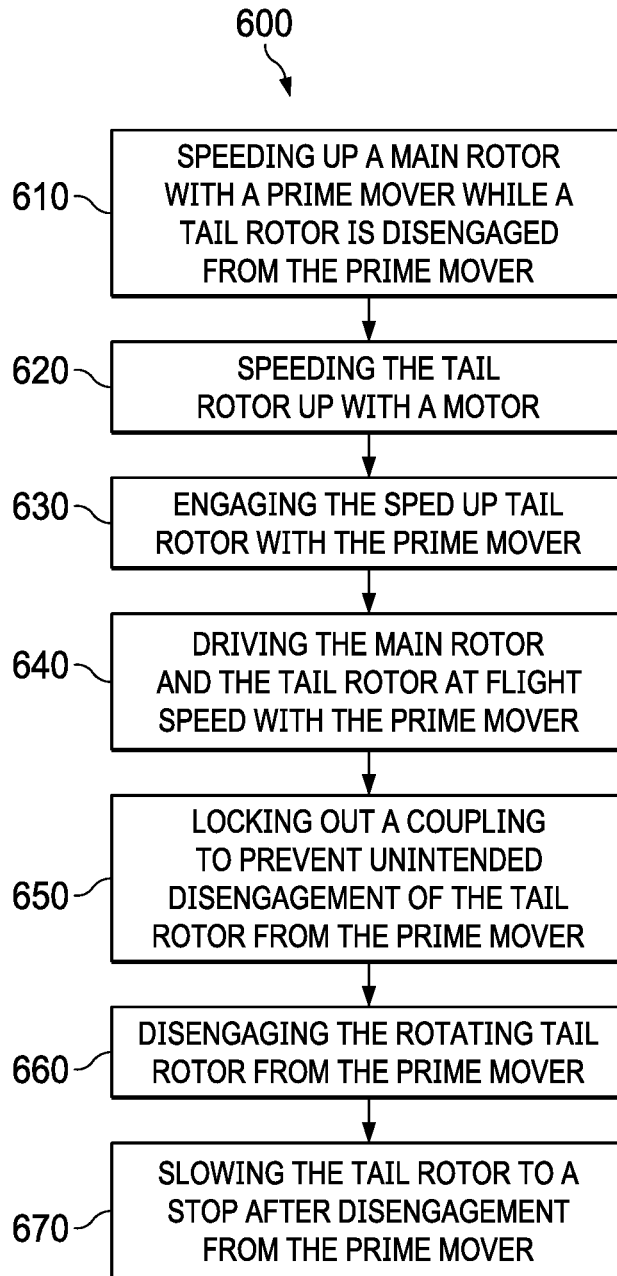 600
610
SPEEDING UP A MAIN ROTOR
WITH A PRIME MOVER WHILE A
TAIL ROTOR IS DISENGAGED
FROM THE PRIME MOVER
620
SPEEDING THE TAIL
ROTOR UP WITH A MOTOR
630
ENGAGING THE SPED UP TAIL
ROTOR WITH THE PRIME MOVER
640
DRIVING THE MAIN ROTOR
AND THE TAIL ROTOR AT FLIGHT
SPEED WITH THE PRIME MOVER
650
LOCKING OUT A COUPLING
TO PREVENT UNINTENDED
DISENGAGEMENT OF THE TAIL
ROTOR FROM THE PRIME MOVER
660
DISENGAGING THE ROTATING TAIL
ROTOR FROM THE PRIME MOVER
670
SLOWING THE TAIL ROTOR TO A
STOP AFTER DISENGAGEMENT
FROM THE PRIME MOVER